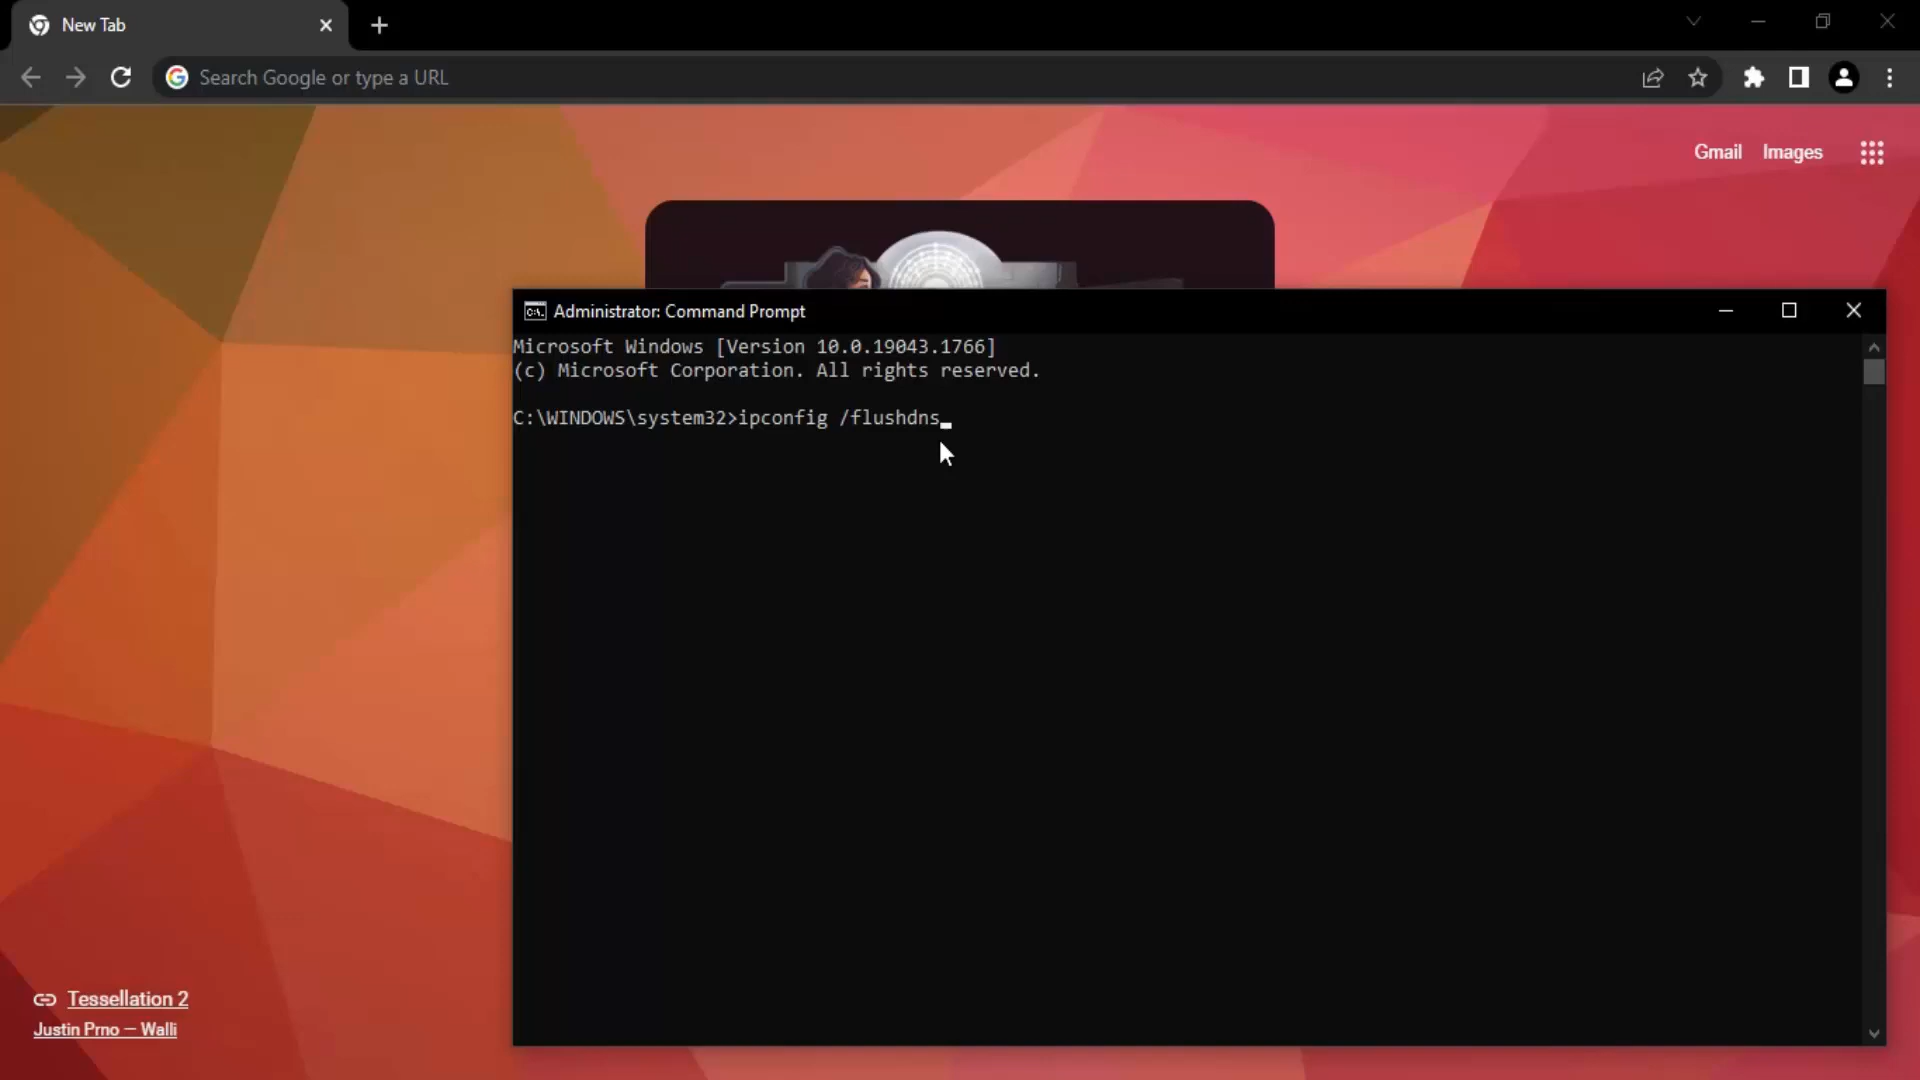 New Tab
Search Google or type a URL
Gmail Images
Administrator: Command Prompt
Microsoft Windows [Version 10.0.19043.1766]
(c) Microsoft Corporation. All rights reserved.
C:\WINDOWS\system32>ipconfig /flushdns
Tessellation 2
Justin Prno — Walli